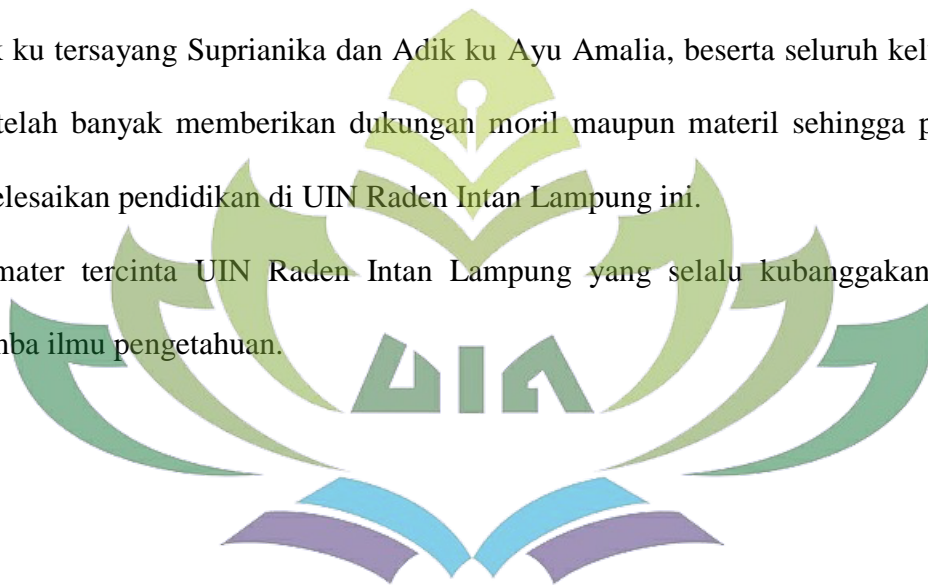 k ku tersayang Suprianika dan Adik ku Ayu Amalia, beserta seluruh kel
telah banyak memberikan dukungan moril maupun materil sehingga p
elesaikan pendidikan di UIN Raden Intan Lampung ini.
mater tercinta UIN Raden Intan Lampung yang selalu kubanggakan
mba ilmu pengetahuan.
UIN